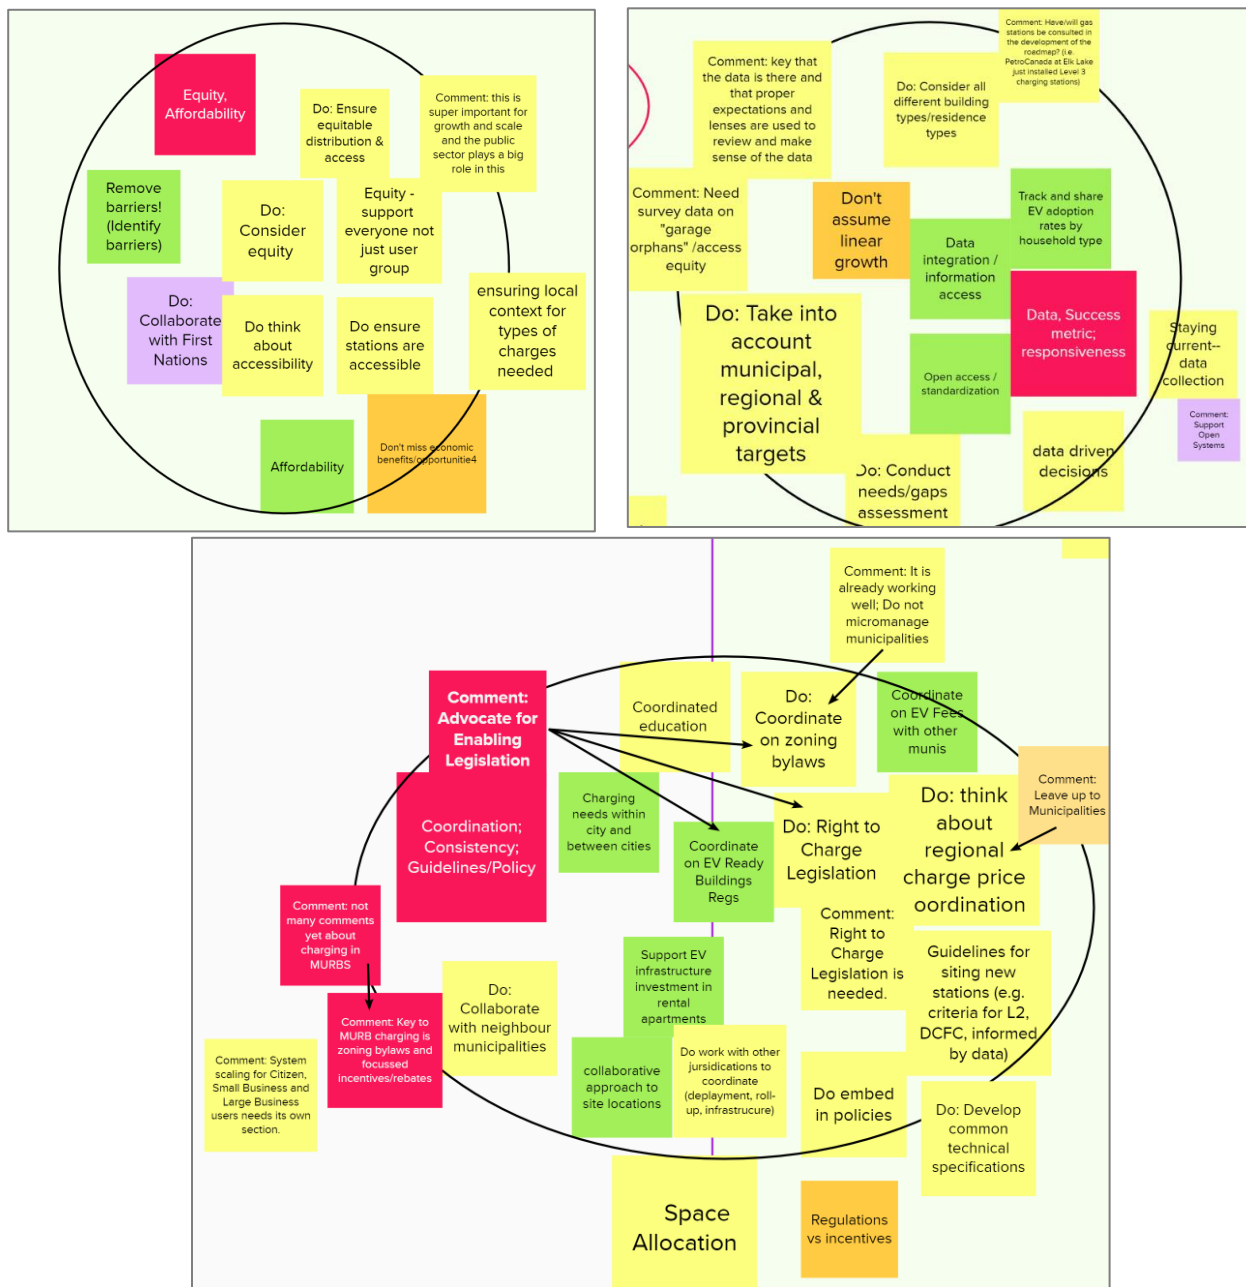 Equity,
Affordability
Do: Ensure
equitable
distribution &
access
Comment: this is
super important for
growth and scale
and the public
sector plays a big
role in this
Remove
barriers!
(Identify
barriers)
Do:
Consider
equity
Equity -
support
everyone not
just user
group
Do:
Collaborate
with First
Nations
Do think
about
accessibility
Do ensure
stations are
accessible
ensuring local
context for
types of
charges
needed
Affordability
Don't miss economic
benefits/opportunitie4
Comment: key that
the data is there and
that proper
expectations and
lenses are used to
review and make
sense of the data
Do: Consider all
different building
types/residence
types
Comment: Have/will gas
stations be consulted in
the development of the
roadmap? (i.e.
PetroCanada at Elk Lake
just installed Level 3
charging stations)
Comment: Need
survey data on
"garage
orphans" /access
equity
Don't
assume
linear
growth
Data
integration /
information
access
Track and share
EV adoption
rates by
household type
Do: Take into
account
municipal,
regional &
provincial
targets
Open access /
standardization
Data, Success
metric;
responsiveness
Staying
current--
data
collection
Comment:
Support
Open
Systems
Do: Conduct
needs/gaps
assessment
data driven
decisions
Comment: It is
already working
well; Do not
micromanage
municipalities
Comment:
Advocate for
Enabling
Legislation
Coordinated
education
Do:
Coordinate
on zoning
bylaws
Coordinate
on EV Fees
with other
munis
Coordination;
Consistency;
Guidelines/Policy
Charging
needs within
city and
between cities
Coordinate
on EV Ready
Buildings
Regs
Do: Right to
Charge
Legislation
Do: think
about
regional
charge price
oordination
Comment:
Leave up to
Municipalities
Comment: not
many comments
yet about
charging in
MURBS
Comment: Key to
MURB charging is
zoning bylaws and
focussed
incentives/rebates
Do:
Collaborate
with neighbour
municipalities
Support EV
infrastructure
investment in
rental
apartments
Comment:
Right to
Charge
Legislation is
needed.
Guidelines for
siting new
stations (e.g.
criteria for L2,
DCFC, informed
by data)
Comment: System
scaling for Citizen,
Small Business and
Large Business
users needs its own
section.
collaborative
approach to
site locations
Do work with other
jursidications to
coordinate
(deplayment, roll-
up, infrastrucure)
Do embed
in policies
Do: Develop
common
technical
specifications
Space
Allocation
Regulations
vs incentives